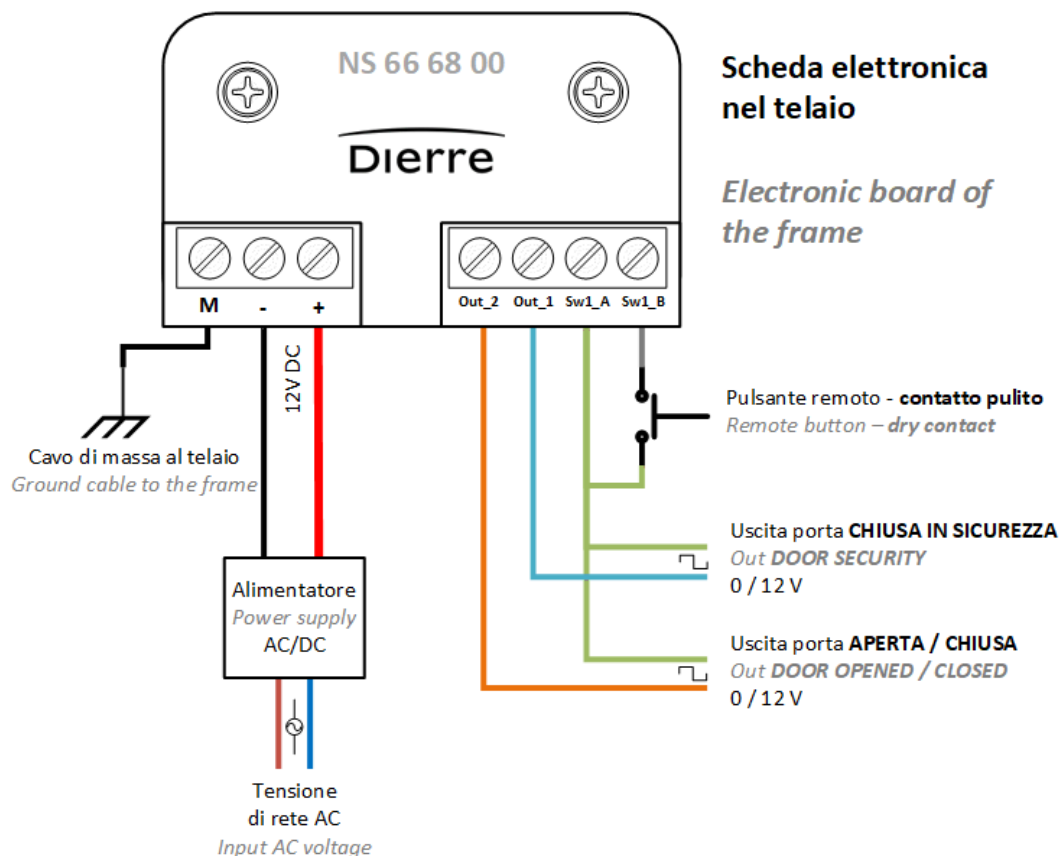 NS 66 68 00
Dierre
Scheda elettronica
nel telaio
Electronic board of
the frame
M - +
Out_2 Out_1 Sw1_A Sw1_B
12V DC
Cavo di massa al telaio
Ground cable to the frame
Pulsante remoto - contatto pulito
Remote button – dry contact
Uscita porta CHIUSA IN SICUREZZA
Out DOOR SECURITY
0 / 12 V
Alimentatore
Power supply
AC/DC
Uscita porta APERTA / CHIUSA
Out DOOR OPENED / CLOSED
0 / 12 V
Tensione
di rete AC
Input AC voltage